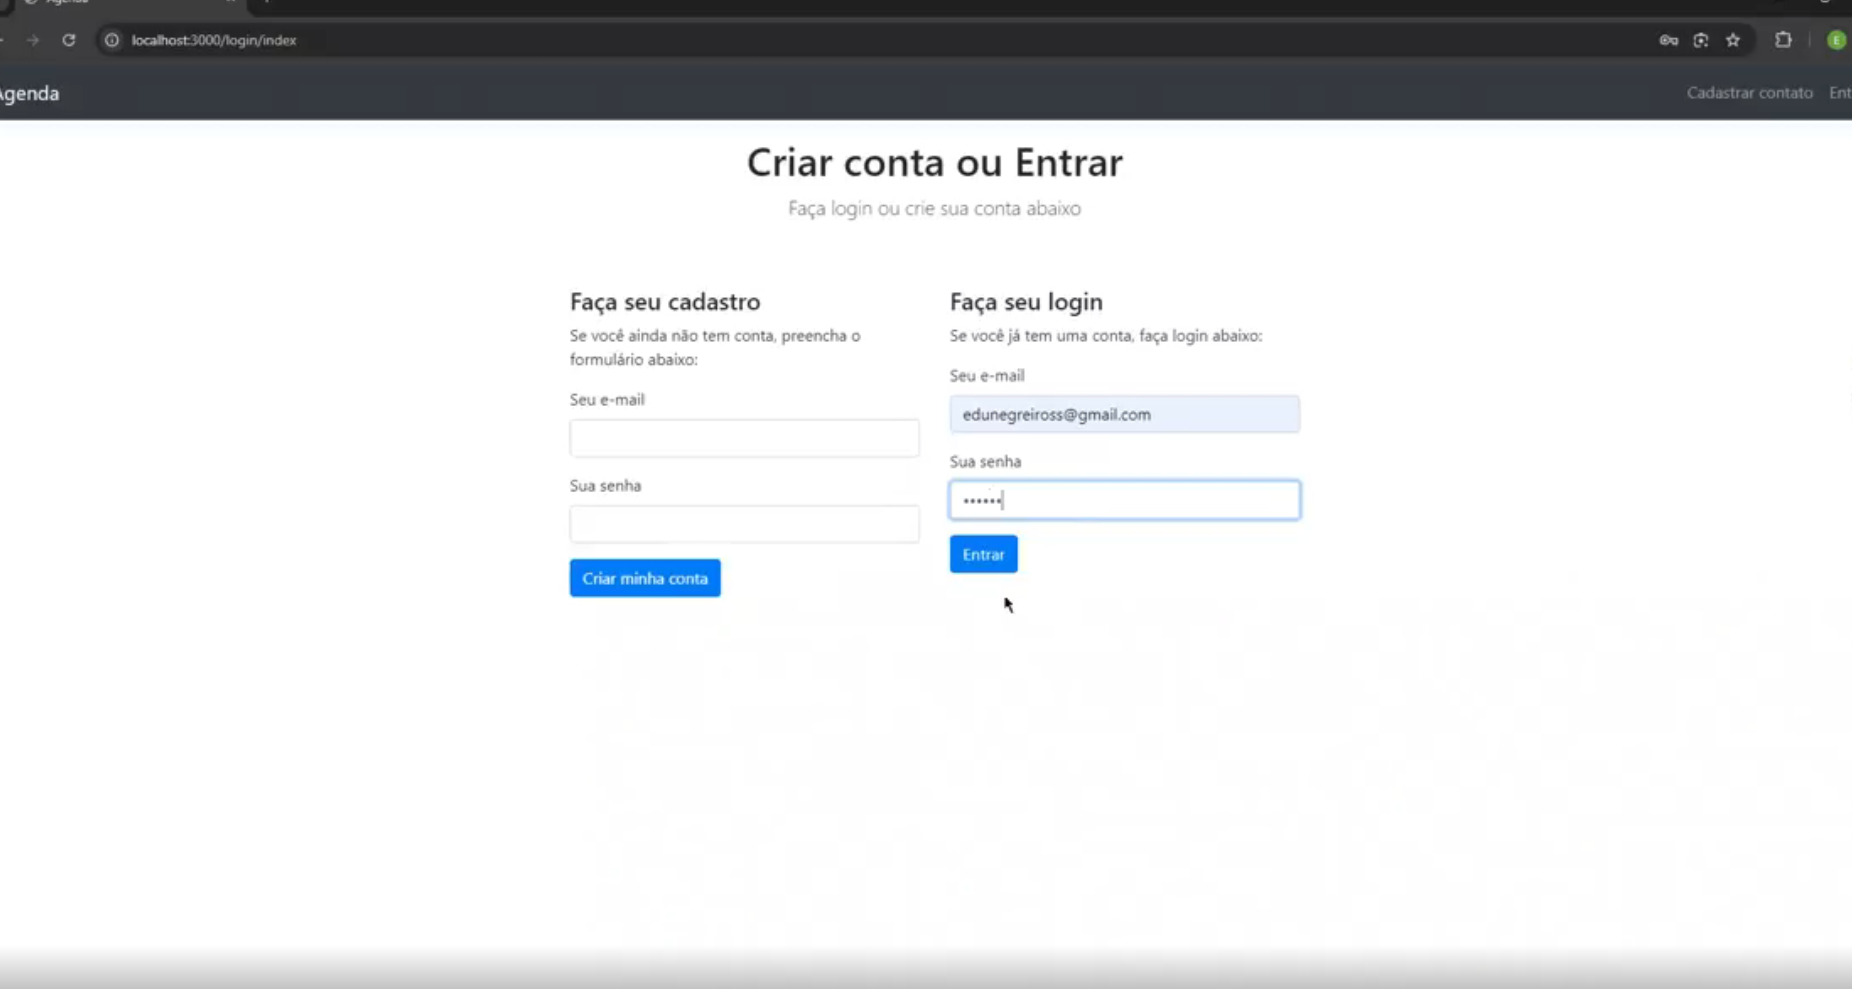 localhost:3000/login/index
Agenda
Cadastrar contato
Criar conta ou Entrar
Faça login ou crie sua conta abaixo
Faça seu cadastro
Se você ainda não tem conta, preencha o
formulário abaixo:
Seu e-mail
Sua senha
Criar minha conta
Faça seu login
Se você já tem uma conta, faça login abaixo:
Seu e-mail
edunegreiross@gmail.com
Sua senha
••••••
Entrar